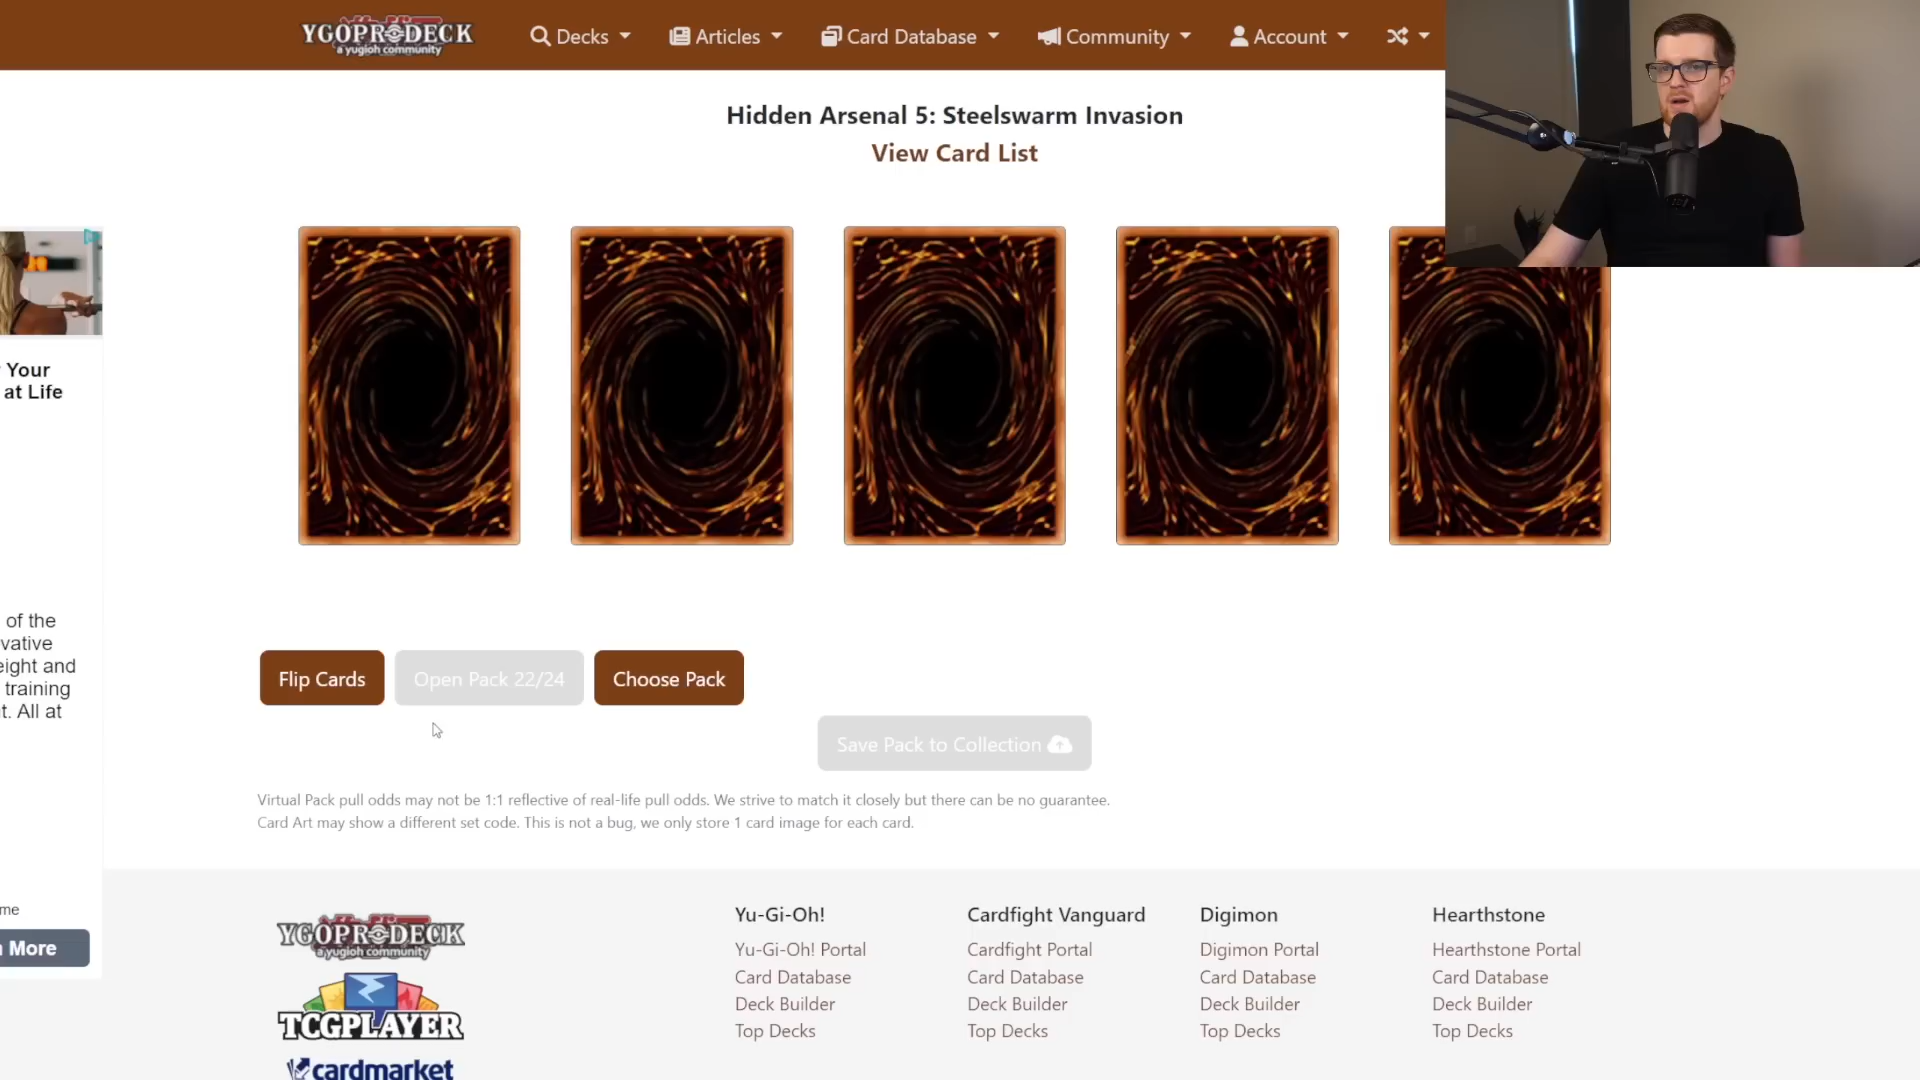 YGOPRODECK
a yugioh community
Decks
Articles
Card Database
Community
Account
Hidden Arsenal 5: Steelswarm Invasion
View Card List
Your
at Life
of the
vative
eight and
training
t. All at
me
More
Flip Cards
Open Pack 22/24
Choose Pack
Save Pack to Collection
Virtual Pack pull odds may not be 1:1 reflective of real-life pull odds. We strive to match it closely but there can be no guarantee.
Card Art may show a different set code. This is not a bug, we only store 1 card image for each card.
YGOPRODECK
a yugioh community
TCGPLAYER
cardmarket
Yu-Gi-Oh!
Yu-Gi-Oh! Portal
Card Database
Deck Builder
Top Decks
Cardfight Vanguard
Cardfight Portal
Card Database
Deck Builder
Top Decks
Digimon
Digimon Portal
Card Database
Deck Builder
Top Decks
Hearthstone
Hearthstone Portal
Card Database
Deck Builder
Top Decks